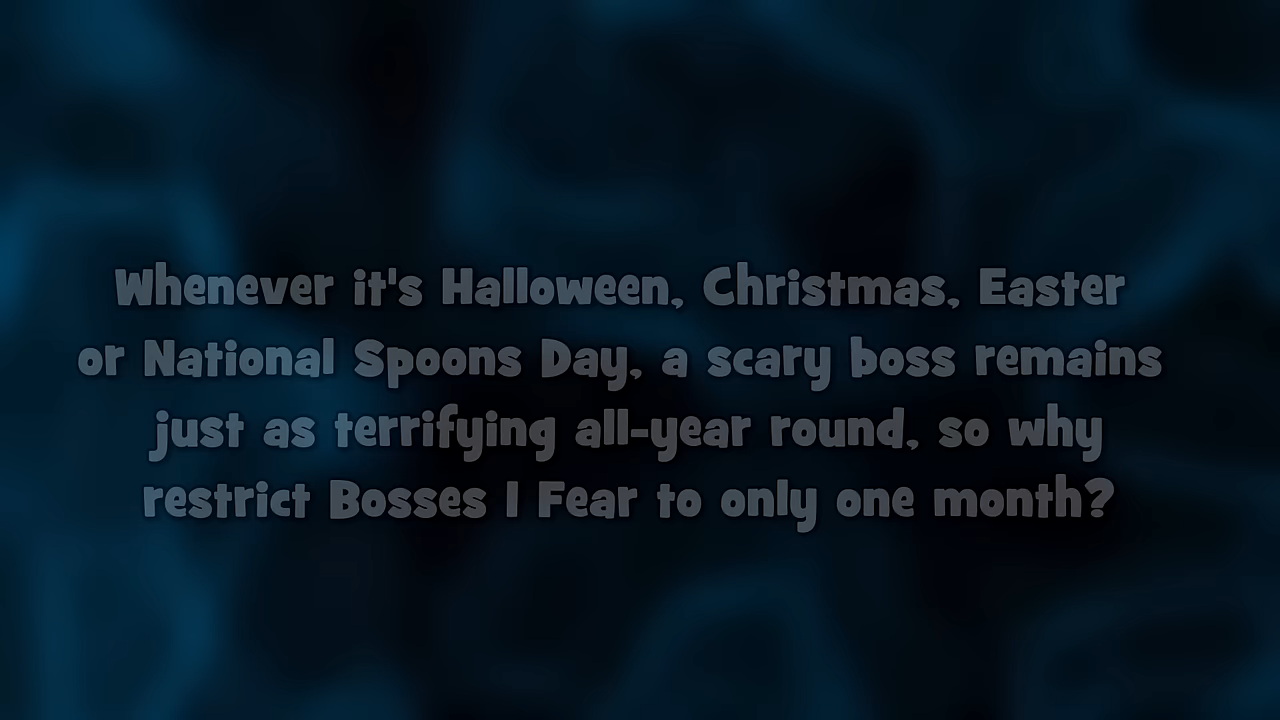 Whenever it's Halloween, Christmas, Easter
or National Spoons Day, a scary boss remains
just as terrifying all-year round, so why
restrict Bosses I Fear to only one month?